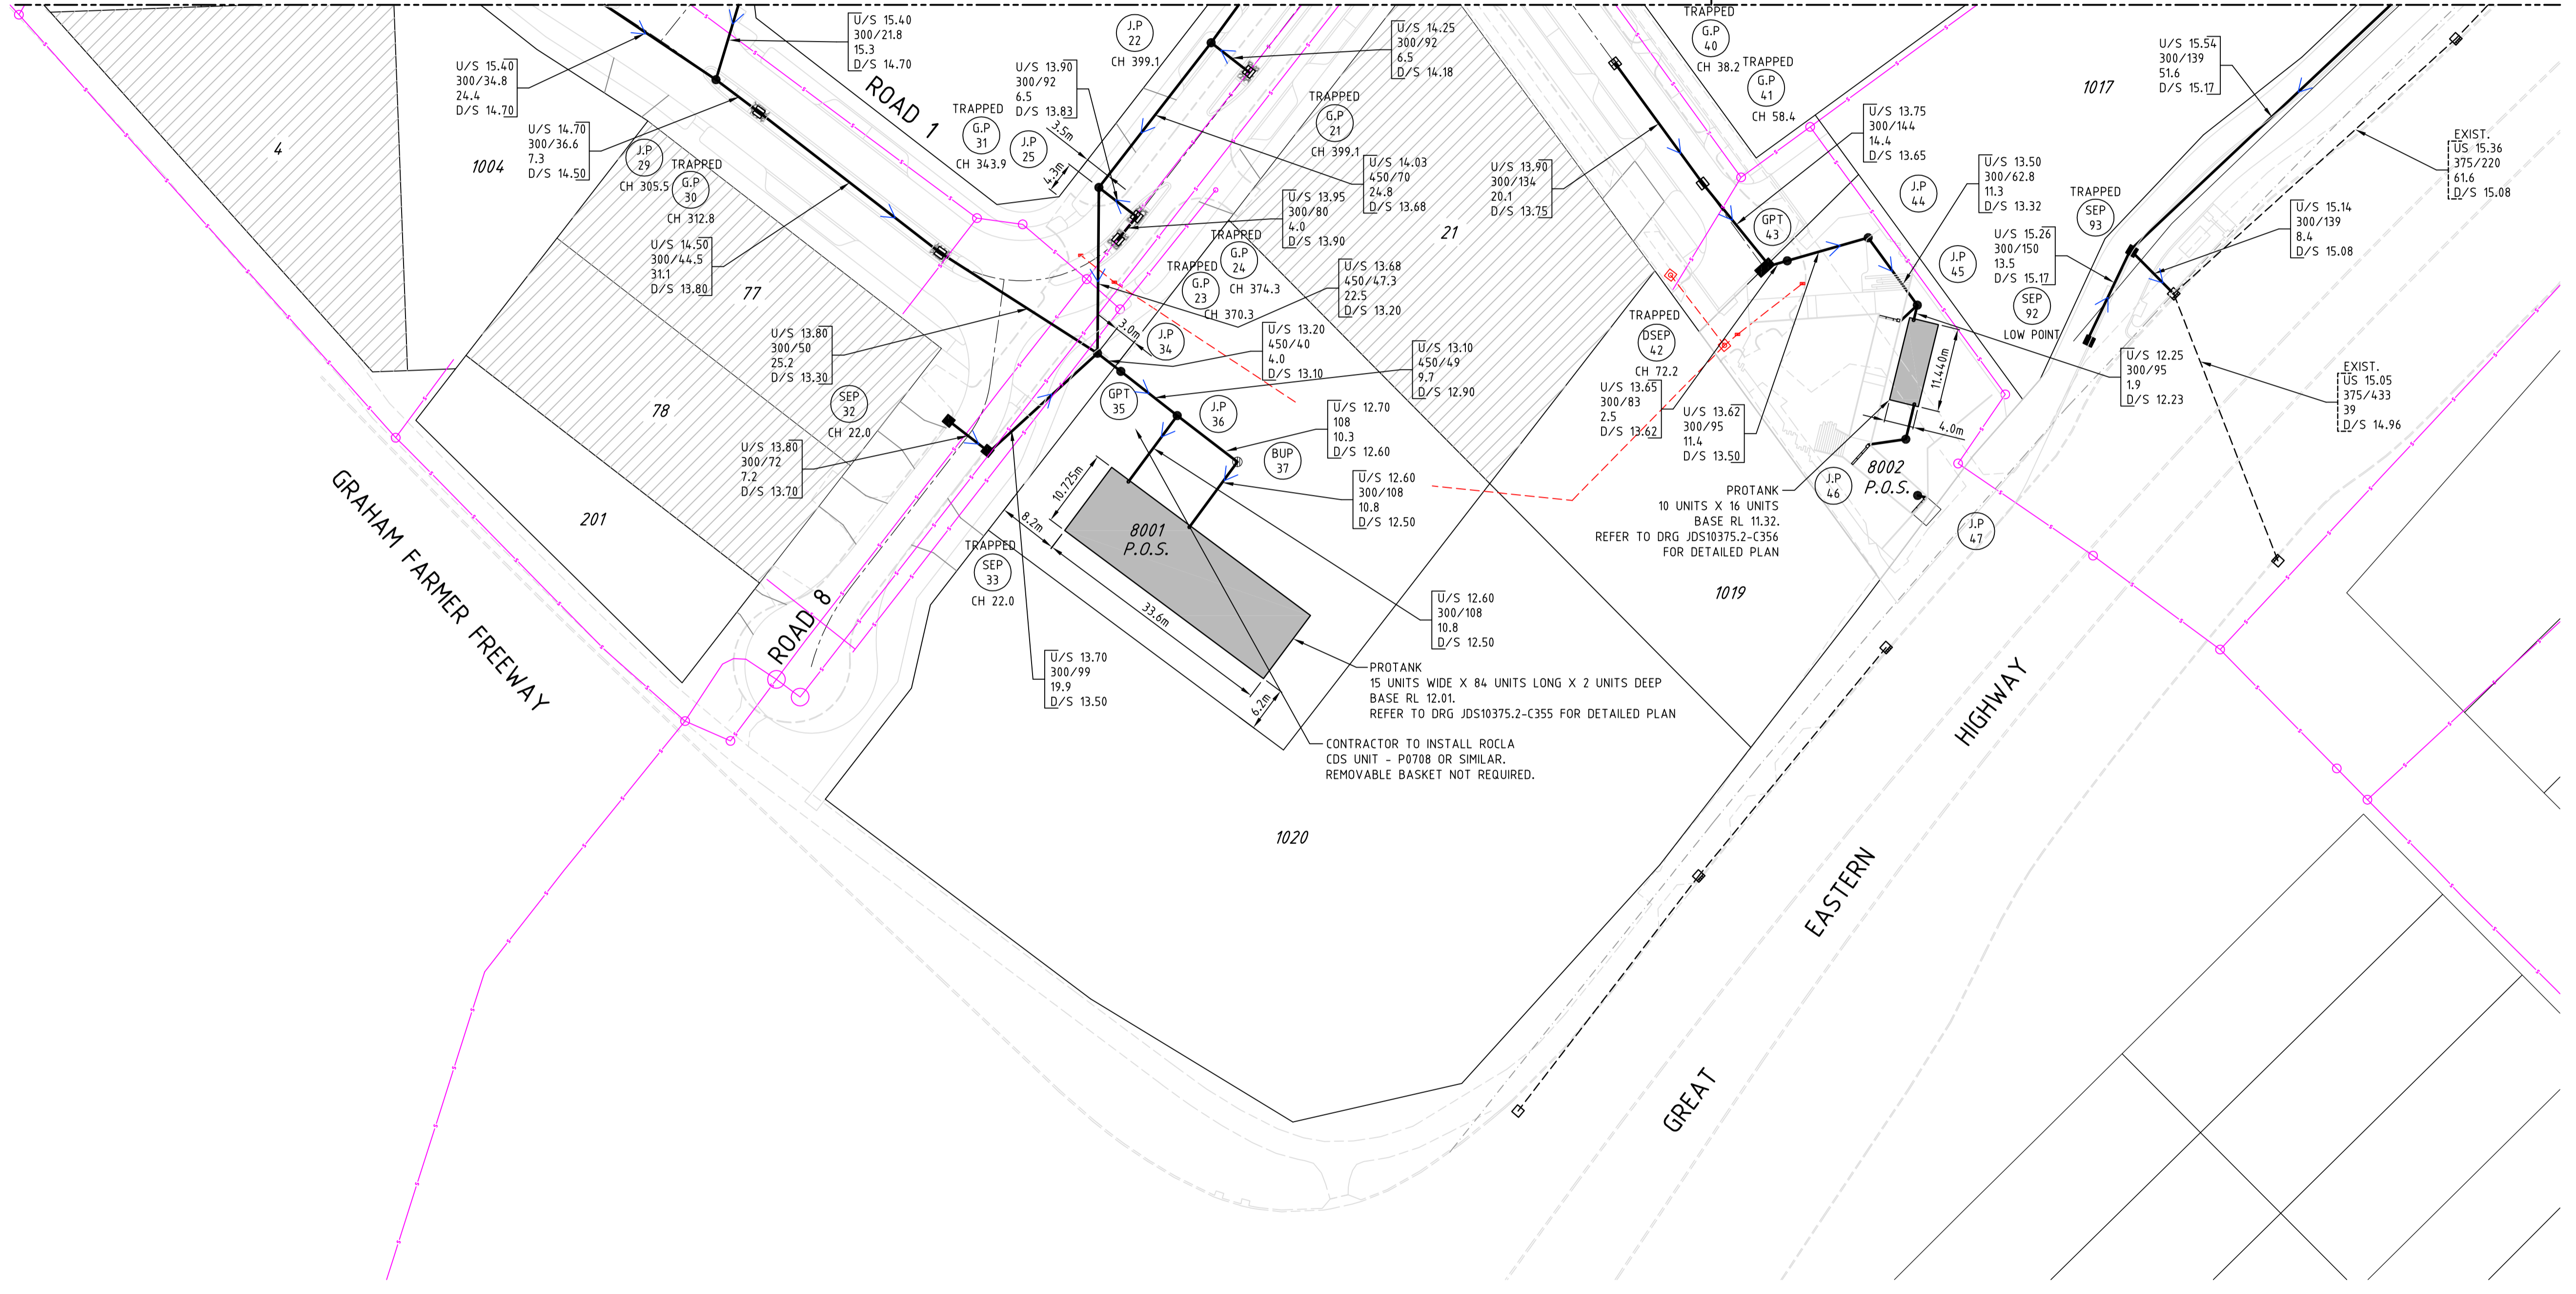 U/S 15.40
300/21.8
15.3
D/S 14.70
U/S 15.40
300/34.8
24.4
D/S 14.70
U/S 14.70
300/36.6
7.3
D/S 14.50
J.P
29
CH 305.5
TRAPPED
G.P
30
CH 312.8
U/S 14.50
300/44.5
31.1
D/S 13.80
ROAD 1
TRAPPED
G.P
31
CH 343.9
J.P
25
J.P
22
CH 399.1
U/S 13.90
300/92
6.5
D/S 13.83
3.5m
4.3m
U/S 14.25
300/92
6.5
D/S 14.18
TRAPPED
G.P
21
CH 399.1
U/S 14.03
450/70
24.8
D/S 13.68
U/S 13.95
300/80
4.0
D/S 13.90
TRAPPED
G.P
24
CH 374.3
TRAPPED
G.P
23
CH 370.3
U/S 13.68
450/47.3
22.5
D/S 13.20
3.0m
J.P
34
U/S 13.20
450/40
4.0
D/S 13.10
U/S 13.10
450/49
9.7
D/S 12.90
GPT
35
J.P
36
BUP
37
U/S 12.70
108
10.3
D/S 12.60
U/S 12.60
300/108
10.8
D/S 12.50
U/S 12.60
300/108
10.8
D/S 12.50
U/S 13.80
300/50
25.2
D/S 13.30
SEP
32
CH 22.0
U/S 13.80
300/72
7.2
D/S 13.70
TRAPPED
SEP
33
CH 22.0
U/S 13.70
300/99
19.9
D/S 13.50
10.725m
8.2m
33.6m
6.2m
8001
P.O.S.
PROTANK
15 UNITS WIDE X 84 UNITS LONG X 2 UNITS DEEP
BASE RL 12.01.
REFER TO DRG JDS10375.2-C355 FOR DETAILED PLAN
CONTRACTOR TO INSTALL ROCLA
CDS UNIT - P0708 OR SIMILAR.
REMOVABLE BASKET NOT REQUIRED.
4
1004
77
78
201
21
1020
1019
1017
ROAD 8
GRAHAM FARMER FREEWAY
TRAPPED
G.P
40
CH 38.2
TRAPPED
G.P
41
CH 58.4
U/S 13.90
300/134
20.1
D/S 13.75
U/S 13.75
300/144
14.4
D/S 13.65
GPT
43
J.P
44
U/S 13.50
300/62.8
11.3
D/S 13.32
J.P
45
TRAPPED
DSEP
42
CH 72.2
U/S 13.65
300/83
2.5
D/S 13.62
U/S 13.62
300/95
11.4
D/S 13.50
11.440m
4.0m
U/S 12.25
300/95
1.9
D/S 12.23
8002
P.O.S.
J.P
46
J.P
47
PROTANK
10 UNITS X 16 UNITS
BASE RL 11.32.
REFER TO DRG JDS10375.2-C356
FOR DETAILED PLAN
U/S 15.54
300/139
51.6
D/S 15.17
TRAPPED
SEP
93
U/S 15.26
300/150
13.5
D/S 15.17
SEP
92
LOW POINT
U/S 15.14
300/139
8.4
D/S 15.08
EXIST.
US 15.36
375/220
61.6
D/S 15.08
EXIST.
US 15.05
375/433
39
D/S 14.96
GREAT EASTERN HIGHWAY